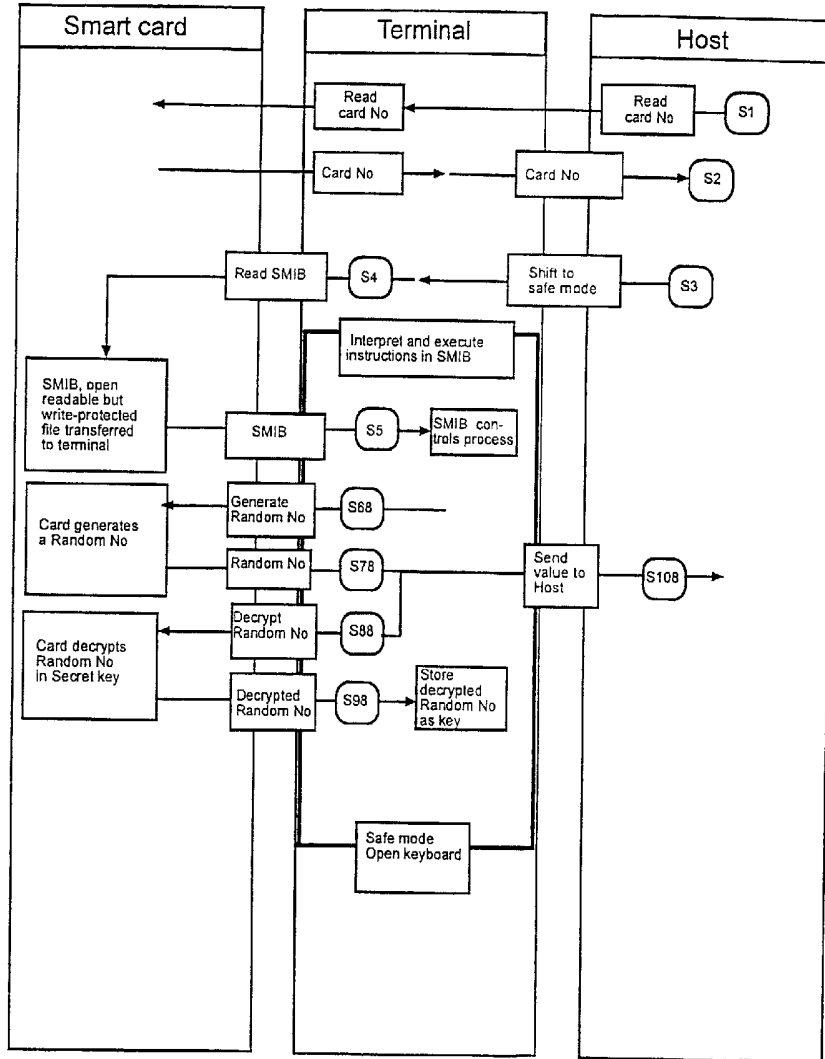 Smart card
Terminal
Host
Read
card No
Read
card No
S1
Card No
Card No
S2
Read SMIB
S4
Shift to
safe mode
S3
Interpret and execute
instructions in SMIB
SMIB, open
readable but
write-protected
file transferred
to terminal
SMIB
S5
SMIB con-
trols process
Generate
Random No
S68
Card generates
a Random No
Random No
S78
Send
value to
Host
S108
Decrypt
Random No
S88
Card decrypts
Random No
in Secret key
Decrypted
Random No
S98
Store
decrypted
Random No
as key
Safe mode
Open keyboard